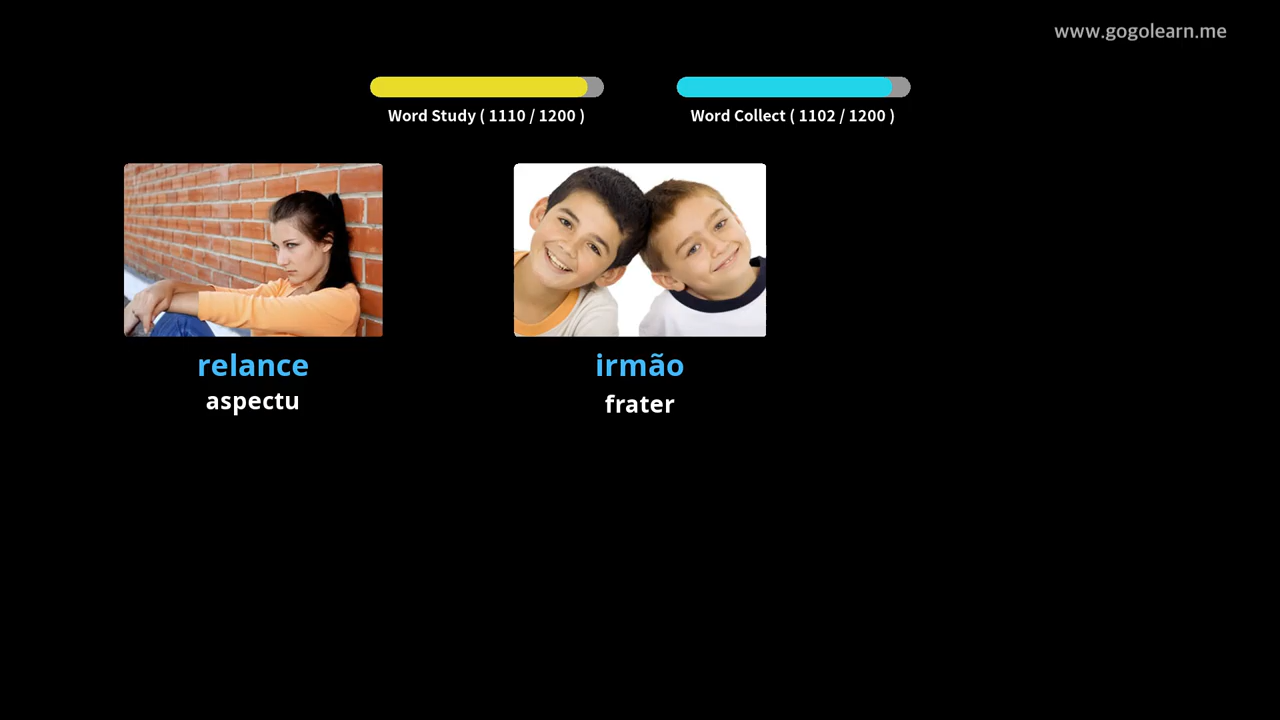 www.gogolearn.me
Word Study ( 1110 / 1200 )
Word Collect ( 1102 / 1200 )
relance
aspectu
irmão
frater